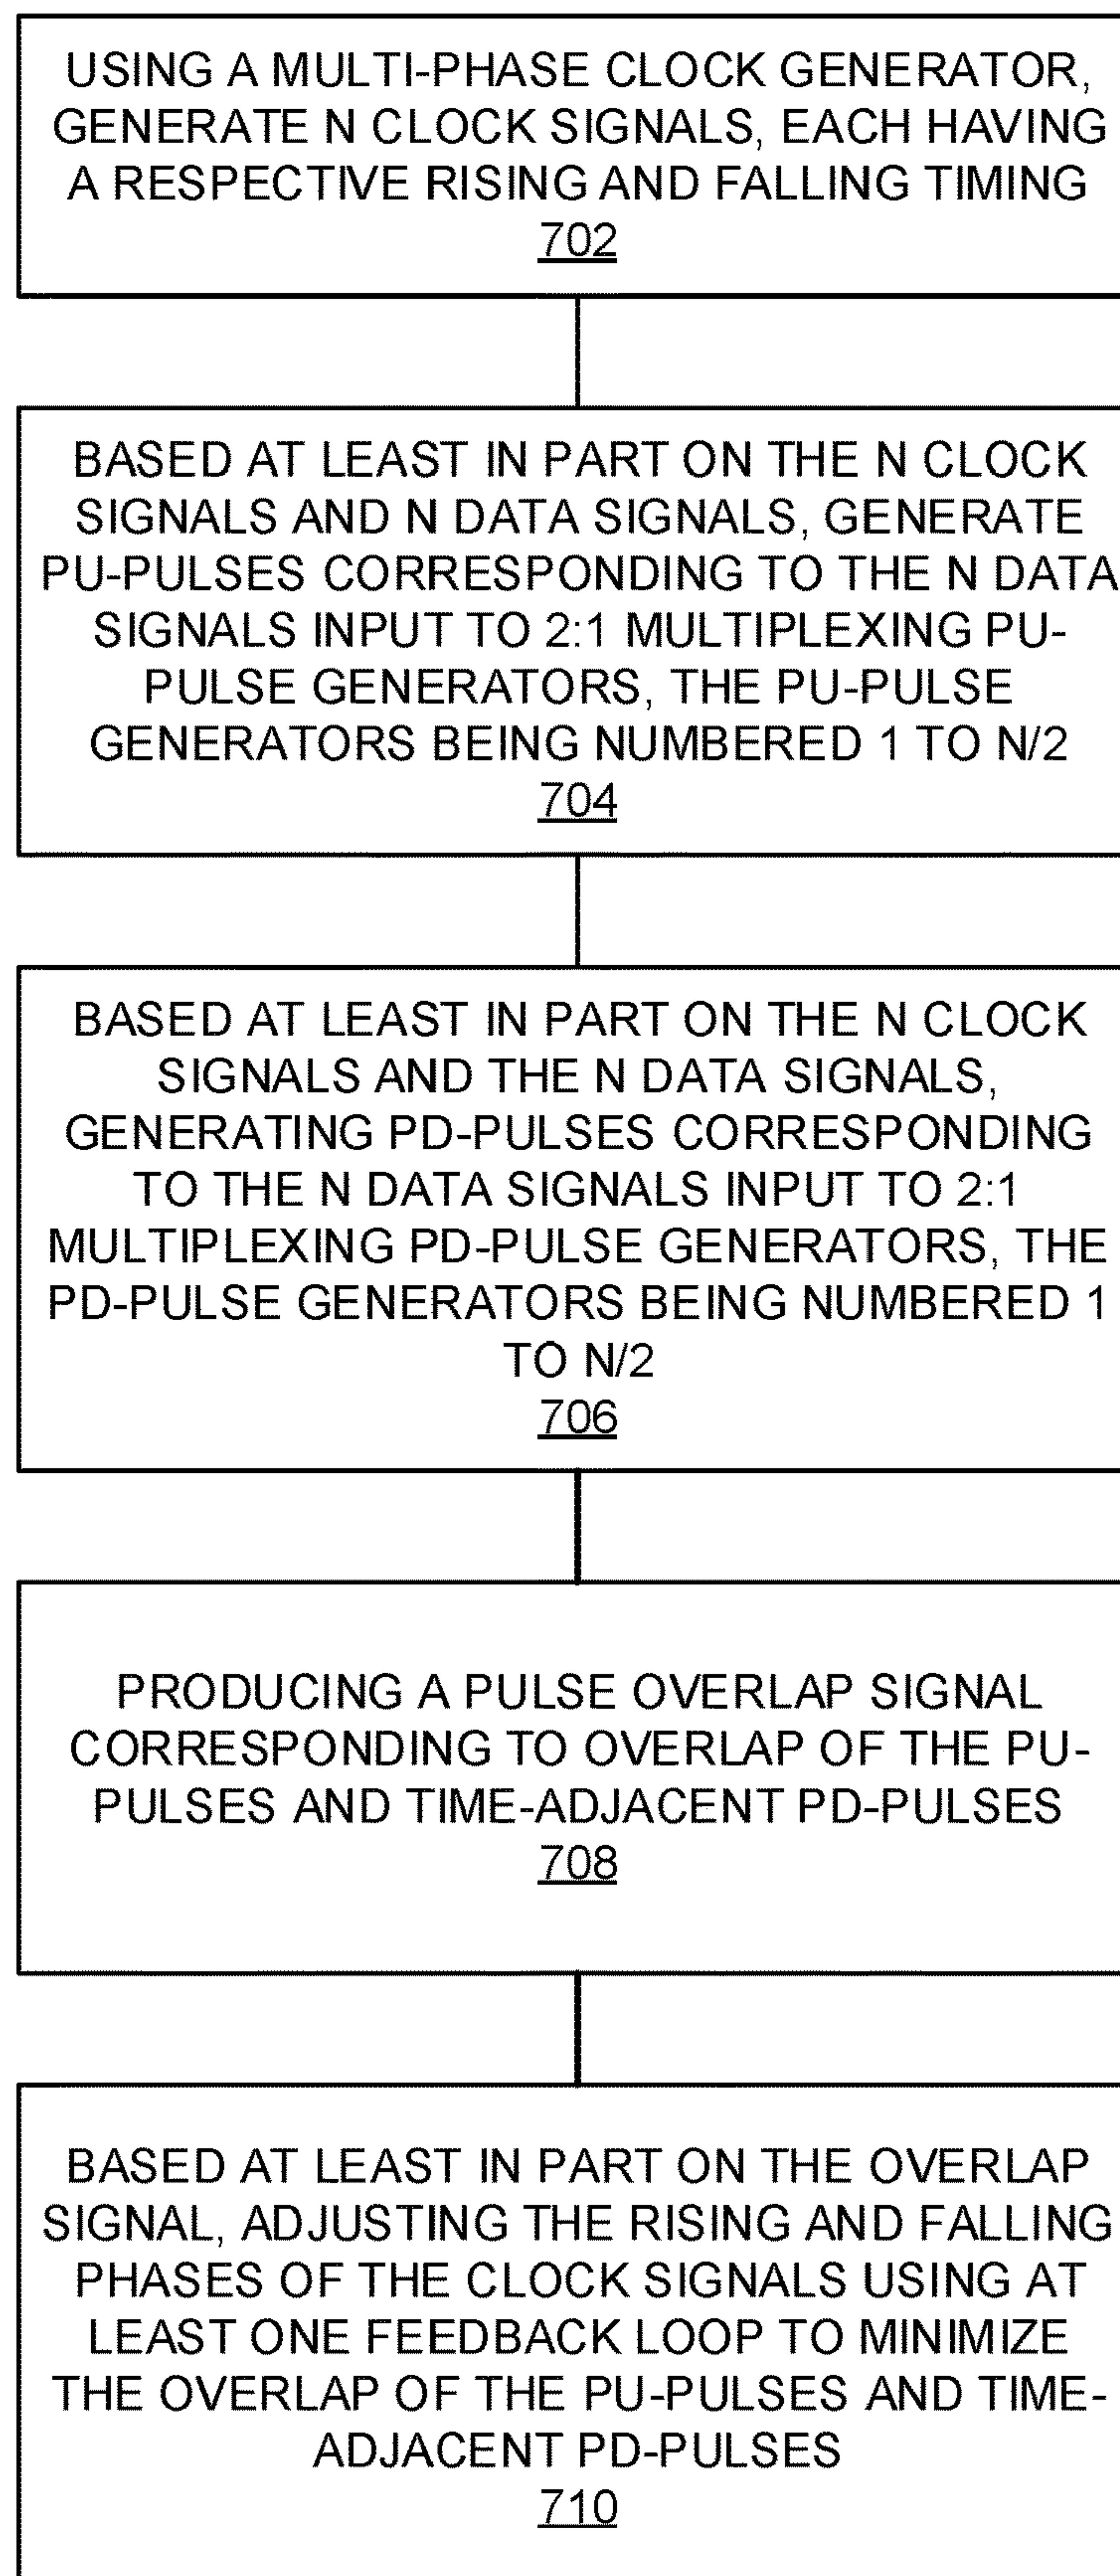 USING A MULTI-PHASE CLOCK GENERATOR,
GENERATE N CLOCK SIGNALS, EACH HAVING
A RESPECTIVE RISING AND FALLING TIMING
702
BASED AT LEAST IN PART ON THE N CLOCK
SIGNALS AND N DATA SIGNALS, GENERATE
PU-PULSES CORRESPONDING TO THE N DATA
SIGNALS INPUT TO 2:1 MULTIPLEXING PU-
PULSE GENERATORS, THE PU-PULSE
GENERATORS BEING NUMBERED 1 TO N/2
704
BASED AT LEAST IN PART ON THE N CLOCK
SIGNALS AND THE N DATA SIGNALS,
GENERATING PD-PULSES CORRESPONDING
TO THE N DATA SIGNALS INPUT TO 2:1
MULTIPLEXING PD-PULSE GENERATORS, THE
PD-PULSE GENERATORS BEING NUMBERED 1
TO N/2
706
PRODUCING A PULSE OVERLAP SIGNAL
CORRESPONDING TO OVERLAP OF THE PU-
PULSES AND TIME-ADJACENT PD-PULSES
708
BASED AT LEAST IN PART ON THE OVERLAP
SIGNAL, ADJUSTING THE RISING AND FALLING
PHASES OF THE CLOCK SIGNALS USING AT
LEAST ONE FEEDBACK LOOP TO MINIMIZE
THE OVERLAP OF THE PU-PULSES AND TIME-
ADJACENT PD-PULSES
710